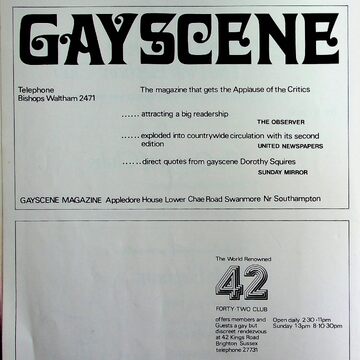 GAYSCENE
Telephone
Bishops Waltham 2471
The magazine that gets the Applause of the Critics
...... attracting a big readership
THE OBSERVER
...... exploded into countrywide circulation with its second
edition
UNITED NEWSPAPERS
...... direct quotes from gayscene Dorothy Squires
SUNDAY MIRROR
GAYSCENE MAGAZINE Appledore House Lower Chae Road Swanmore Nr Southampton
The World Renowned
42
FORTY-TWO CLUB
offers members and
Guests a gay but
discreet rendezvous
at 42 Kings Road
Brighton Sussex
telephone 27731
Open daily 2·30-11pm
Sunday 1-3pm 8·10·30pm